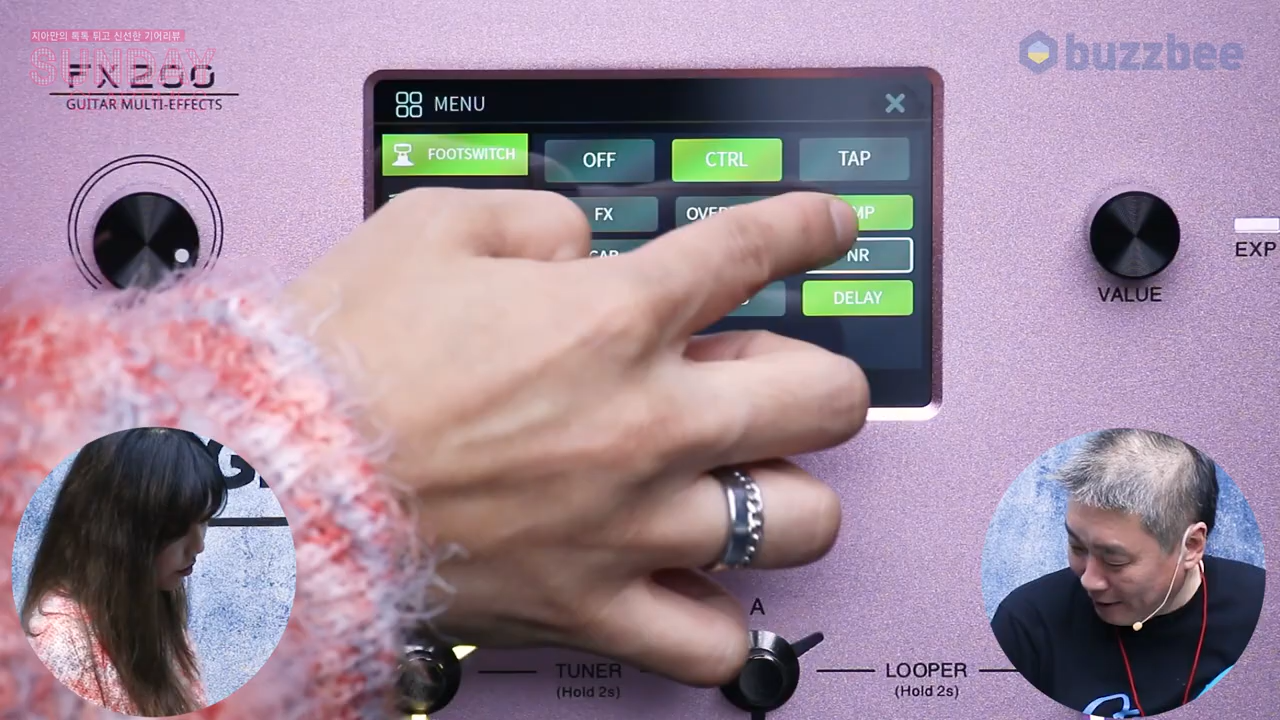 지아만의 톡톡 튀고 신선한 기어리뷰
SUNDAY
FX200
GUITAR MULTI-EFFECTS
buzzbee
MENU
FOOTSWITCH
OFF
CTRL
TAP
FX
NR
DELAY
VALUE
EXP
A
TUNER
(Hold 2s)
LOOPER
(Hold 2s)